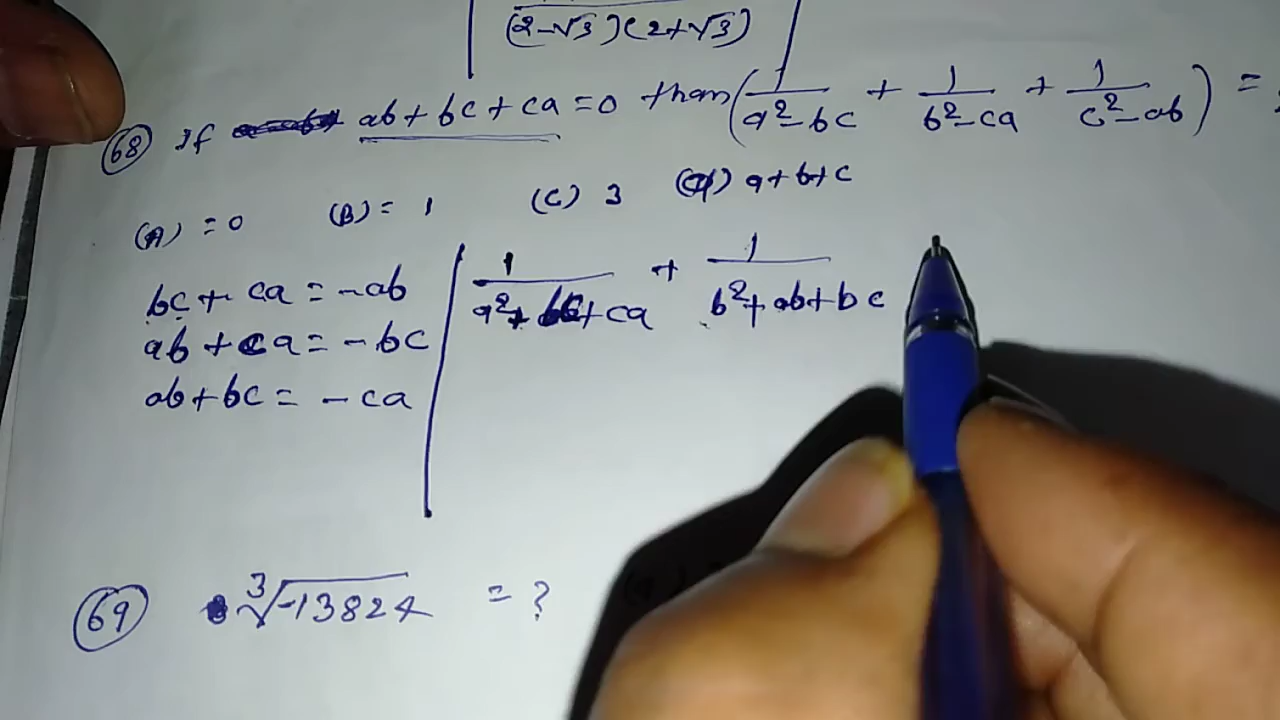 (2-√3)(2+√3)
68 If ab + bc + ca = 0 then (1/a²-bc + 1/b²-ca + 1/c²-ab) =
(A) = 0 (B) = 1 (C) 3 (d) a+b+c
bc + ca = -ab
ab + ca = -bc
ab + bc = -ca
1/a²+ +ca + 1/b²+ab+bc
69 ³√-13824 = ?